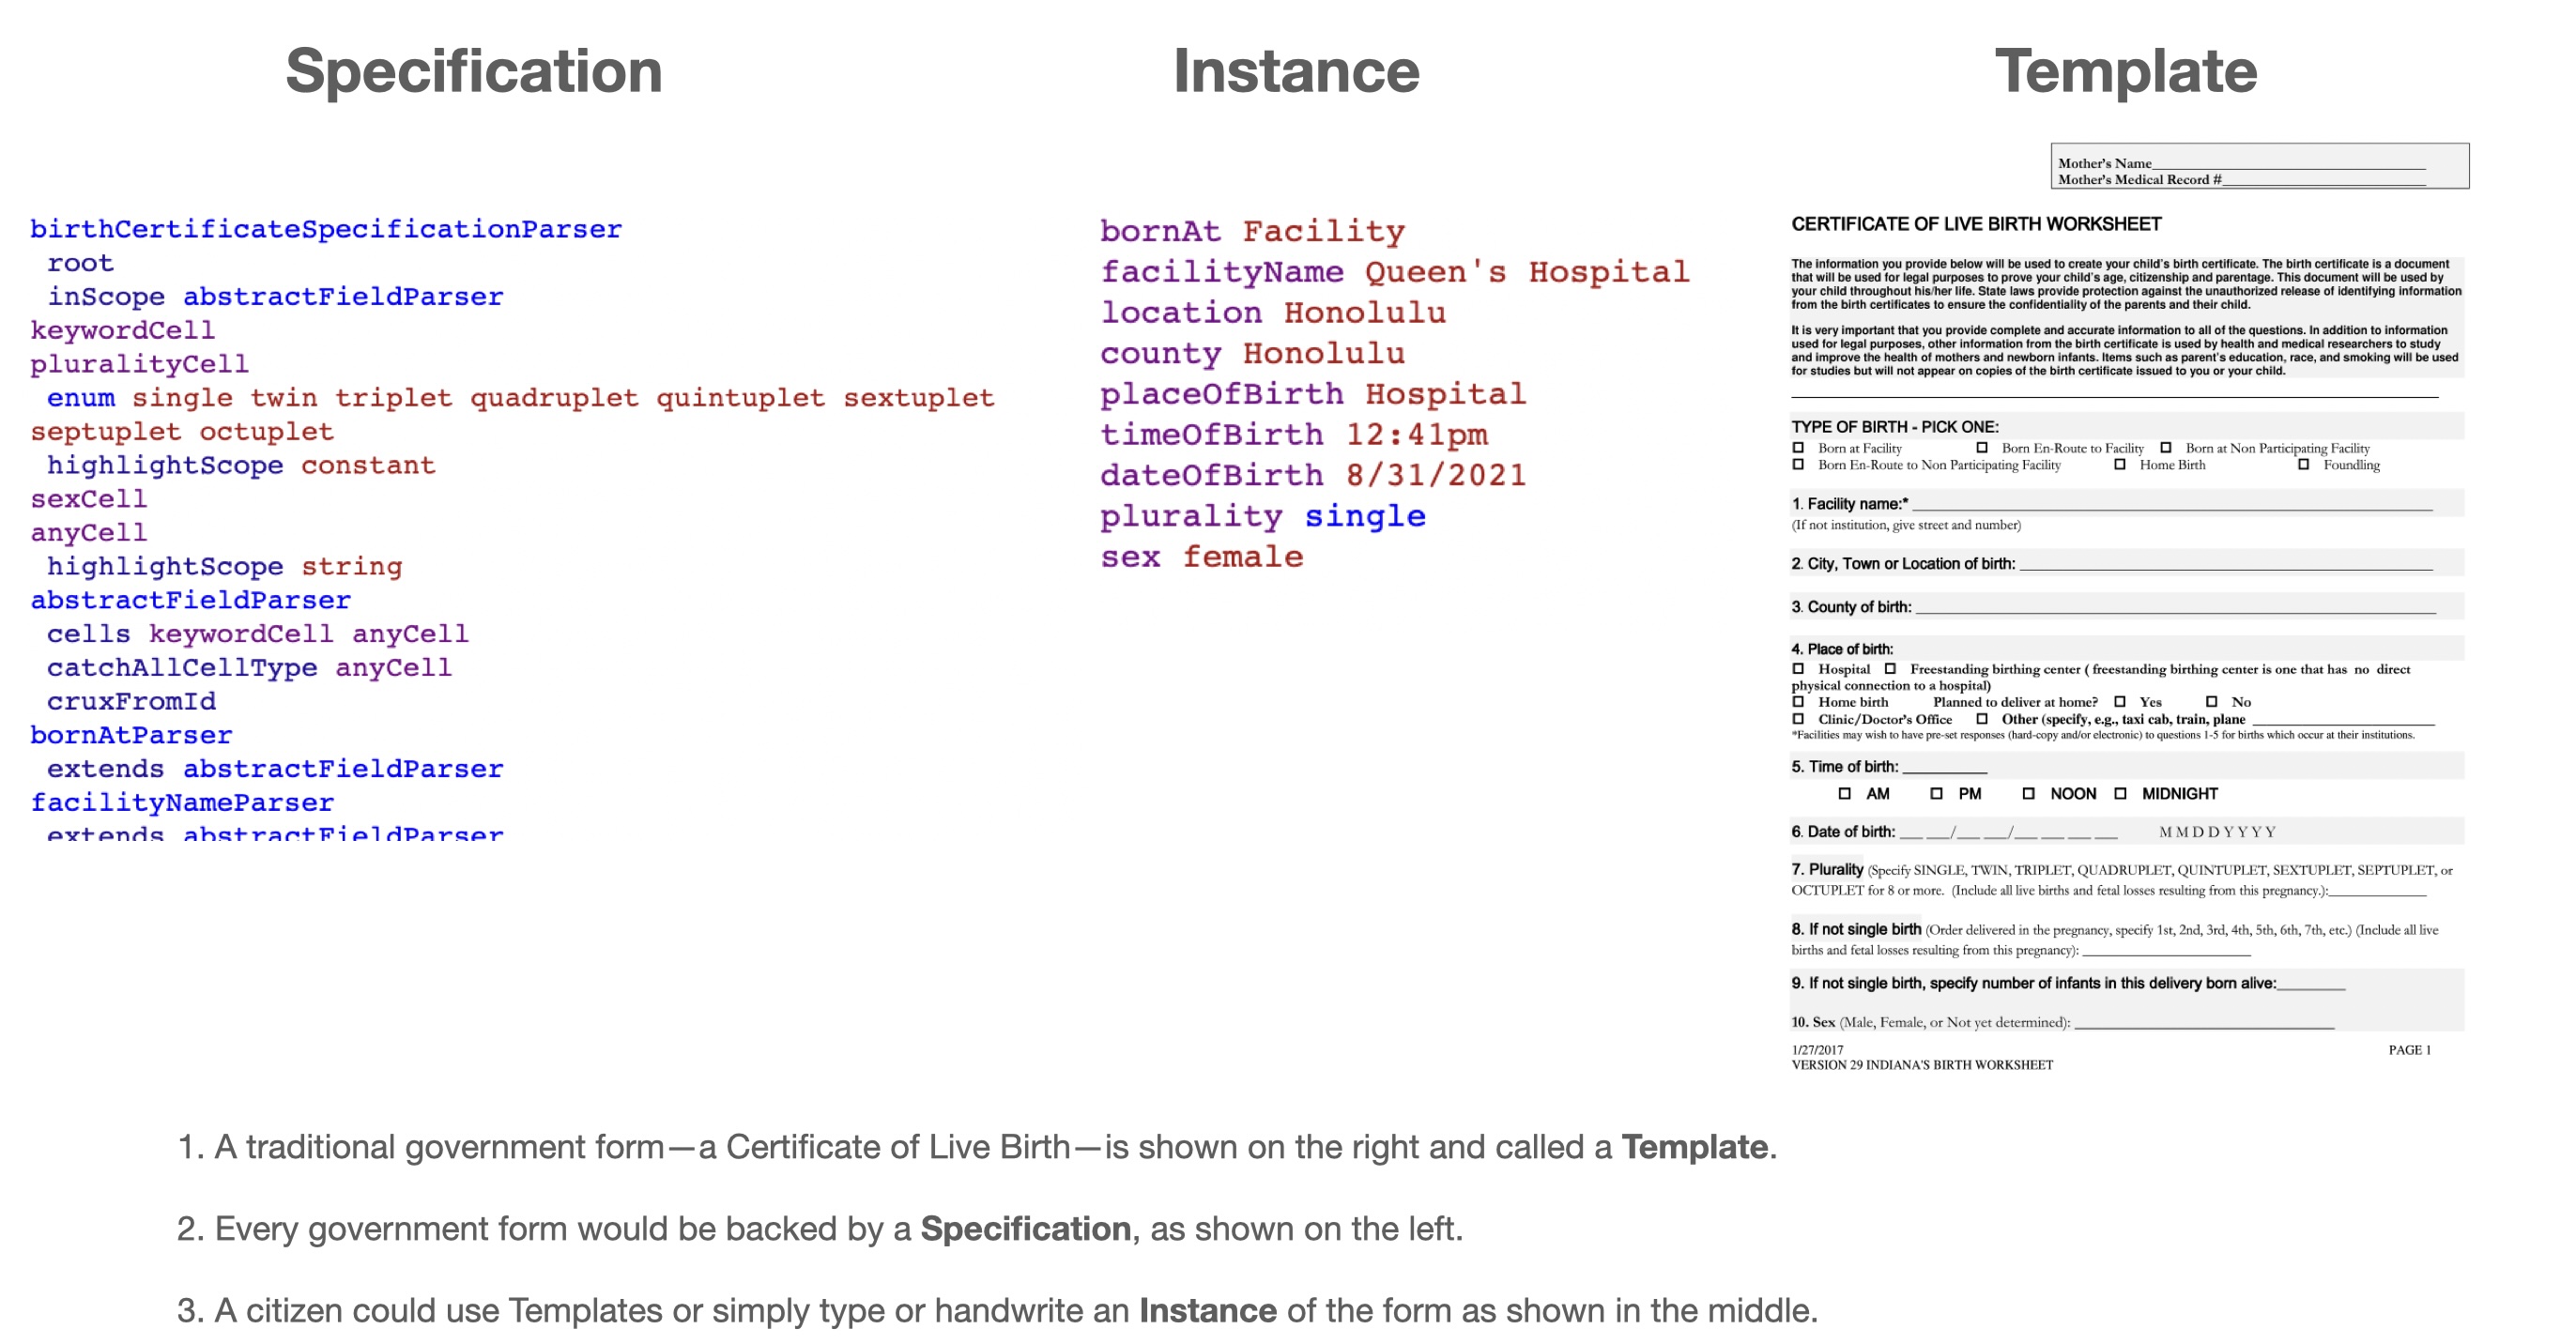 Specification
Instance
Template
birthCertificateSpecificationParser
root
inScope abstractFieldParser
keywordCell
pluralityCell
enum single twin triplet quadruplet quintuplet sextuplet
septuplet octuplet
highlightScope constant
sexCell
anyCell
highlightScope string
abstractFieldParser
cells keywordCell anyCell
catchAllCellType anyCell
cruxFromId
bornAtParser
extends abstractFieldParser
facilityNameParser
extends abstractFieldParser
bornAt Facility
facilityName Queen's Hospital
location Honolulu
county Honolulu
placeOfBirth Hospital
timeOfBirth 12:41pm
dateOfBirth 8/31/2021
plurality single
sex female
Mother's Name
Mother's Medical Record #
CERTIFICATE OF LIVE BIRTH WORKSHEET
The information you provide below will be used to create your child's birth certificate. The birth certificate is a document
that will be used for legal purposes to prove your child's age, citizenship and parentage. This document will be used by
your child throughout his/her life. State laws provide protection against the unauthorized release of identifying information
from the birth certificates to ensure the confidentiality of the parents and their child.
It is very important that you provide complete and accurate information to all of the questions. In addition to information
used for legal purposes, other information from the birth certificate is used by health and medical researchers to study
and improve the health of mothers and newborn infants. Items such as parent's education, race, and smoking will be used
for studies but will not appear on copies of the birth certificate issued to you or your child.
TYPE OF BIRTH - PICK ONE:
☐ Born at Facility ☐ Born En-Route to Facility ☐ Born at Non Participating Facility
☐ Born En-Route to Non Participating Facility ☐ Home Birth ☐ Foundling
1. Facility name:*
(If not institution, give street and number)
2. City, Town or Location of birth:
3. County of birth:
4. Place of birth:
☐ Hospital ☐ Freestanding birthing center ( freestanding birthing center is one that has no direct
physical connection to a hospital)
☐ Home birth Planned to deliver at home? ☐ Yes ☐ No
☐ Clinic/Doctor's Office ☐ Other (specify, e.g., taxi cab, train, plane
*Facilities may wish to have pre-set responses (hard-copy and/or electronic) to questions 1-5 for births which occur at their institutions.
5. Time of birth:
☐ AM ☐ PM ☐ NOON ☐ MIDNIGHT
6. Date of birth: __ __/__ __/__ __ __ __ M M D D Y Y Y Y
7. Plurality (Specify SINGLE, TWIN, TRIPLET, QUADRUPLET, QUINTUPLET, SEXTUPLET, SEPTUPLET, or
OCTUPLET for 8 or more. (Include all live births and fetal losses resulting from this pregnancy.):
8. If not single birth (Order delivered in the pregnancy, specify 1st, 2nd, 3rd, 4th, 5th, 6th, 7th, etc.) (Include all live
births and fetal losses resulting from this pregnancy):
9. If not single birth, specify number of infants in this delivery born alive:
10. Sex (Male, Female, or Not yet determined):
1/27/2017 PAGE 1
VERSION 29 INDIANA'S BIRTH WORKSHEET
1. A traditional government form—a Certificate of Live Birth—is shown on the right and called a Template.
2. Every government form would be backed by a Specification, as shown on the left.
3. A citizen could use Templates or simply type or handwrite an Instance of the form as shown in the middle.